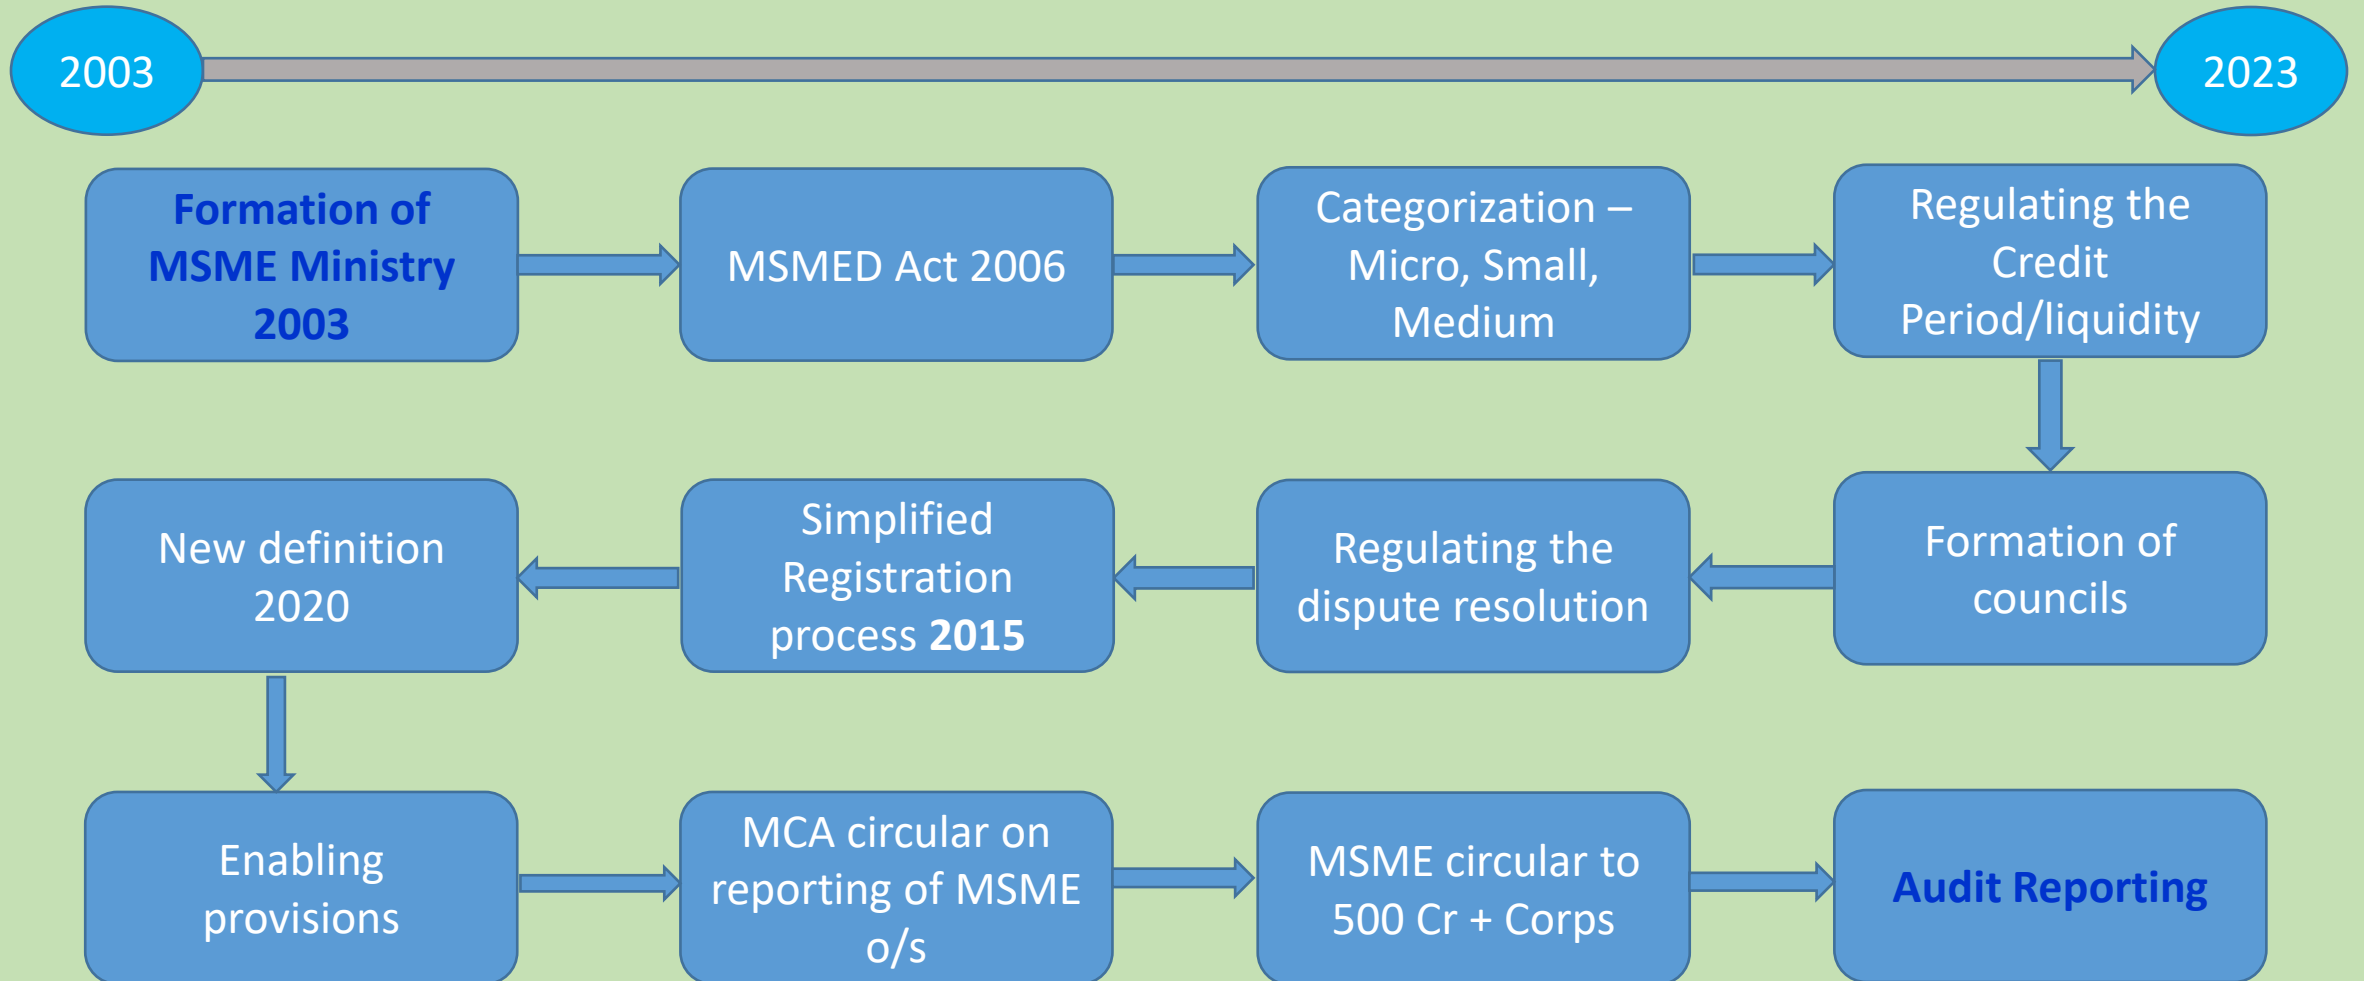 2003
2023
Formation of
MSME Ministry
2003
MSMED Act 2006
Categorization –
Micro, Small,
Medium
Regulating the
Credit
Period/liquidity
Formation of
councils
Regulating the
dispute resolution
Simplified
Registration
process 2015
New definition
2020
Enabling
provisions
MCA circular on
reporting of MSME
o/s
MSME circular to
500 Cr + Corps
Audit Reporting